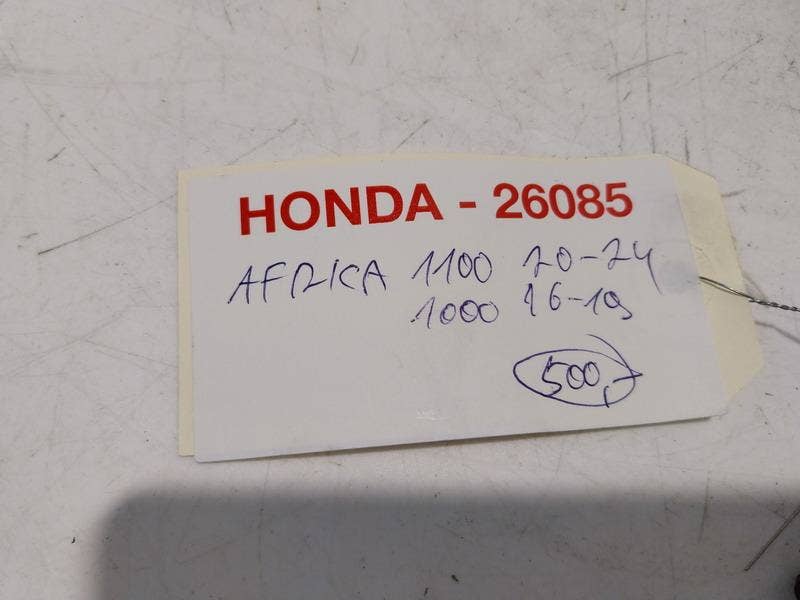 HONDA - 26085
AFRICA 1100 20-24
1000 16-19
500,-